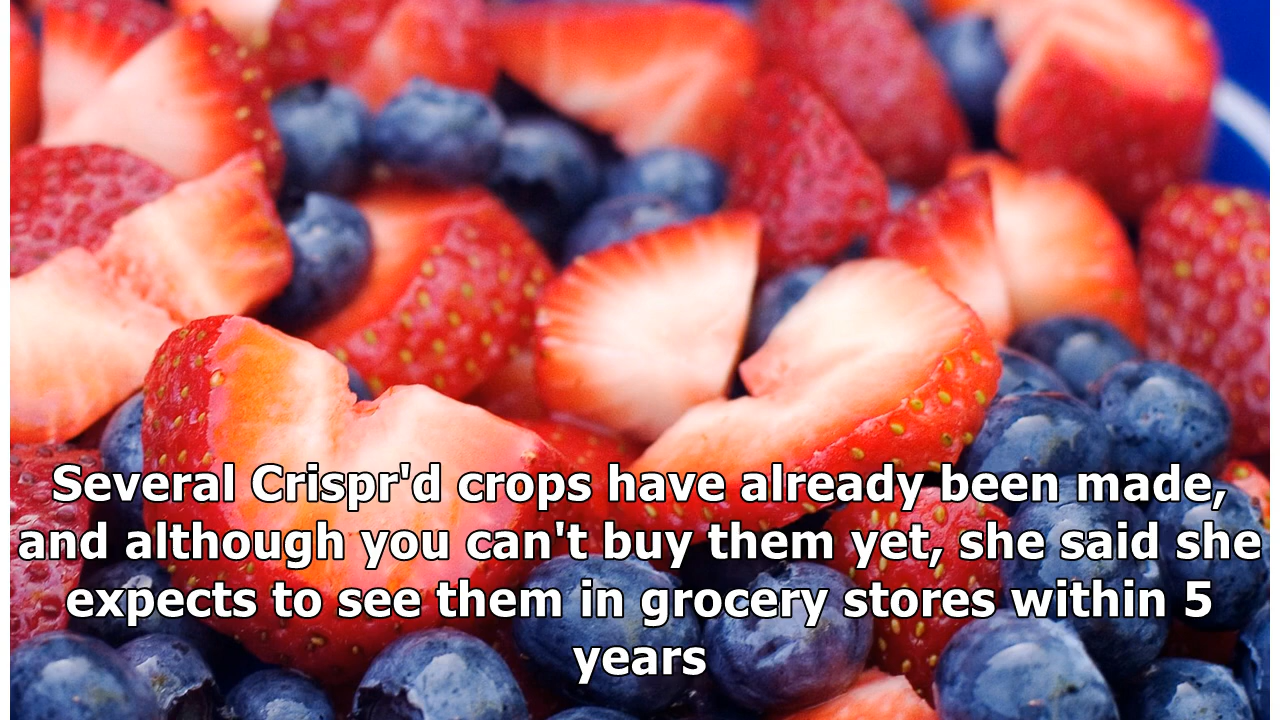 Several Crispr'd crops have already been made,
and although you can't buy them yet, she said she
expects to see them in grocery stores within 5
years